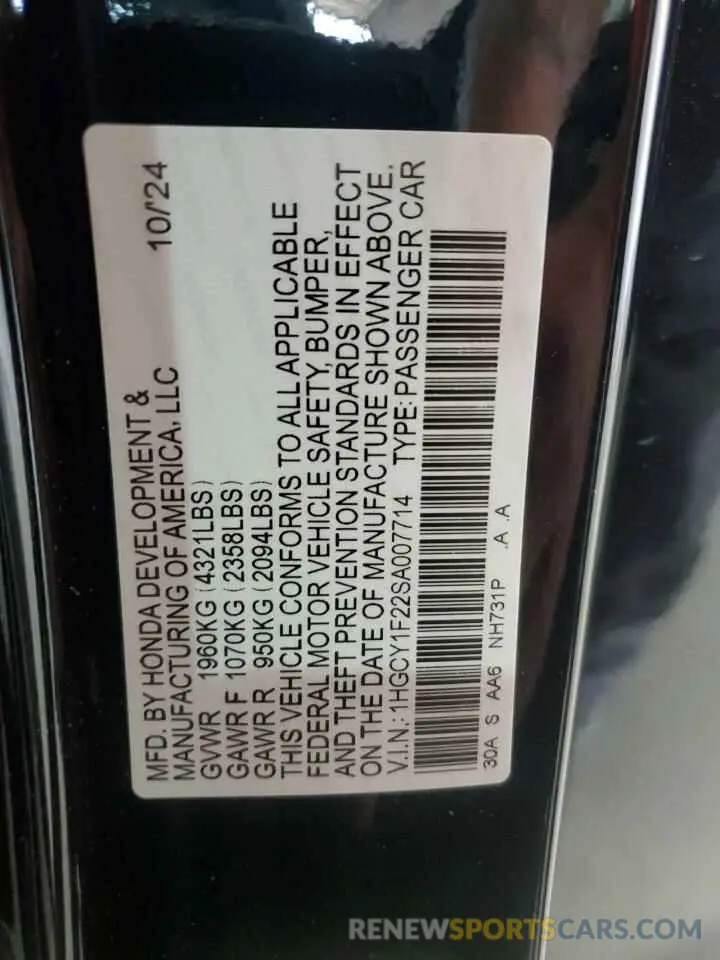 MFD. BY HONDA DEVELOPMENT & 10/24
MANUFACTURING OF AMERICA, LLC
GVWR 1960KG (4321LBS)
GAWR F 1070KG (2358LBS)
GAWR R 950KG (2094LBS)
THIS VEHICLE CONFORMS TO ALL APPLICABLE
FEDERAL MOTOR VEHICLE SAFETY, BUMPER,
AND THEFT PREVENTION STANDARDS IN EFFECT
ON THE DATE OF MANUFACTURE SHOWN ABOVE.
V.I.N.: 1HGCY1F22SA007714 TYPE: PASSENGER CAR
30A S AA6 NH731P .A .A
RENEWSPORTSCARS.COM